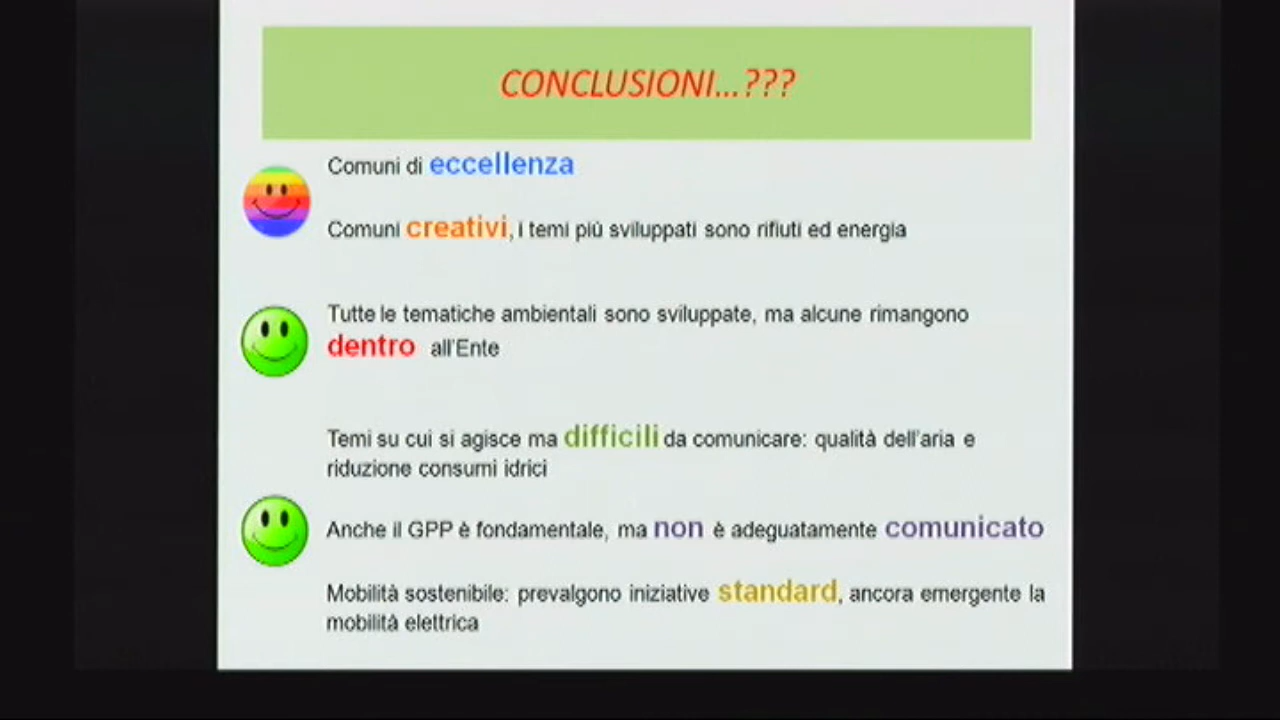 CONCLUSIONI...???
Comuni di eccellenza
Comuni creativi, i temi più sviluppati sono rifiuti ed energia
Tutte le tematiche ambientali sono sviluppate, ma alcune rimangono
dentro all'Ente
Temi su cui si agisce ma difficili da comunicare: qualità dell'aria e
riduzione consumi idrici
Anche il GPP è fondamentale, ma non è adeguatamente comunicato
Mobilità sostenibile: prevalgono iniziative standard, ancora emergente la
mobilità elettrica